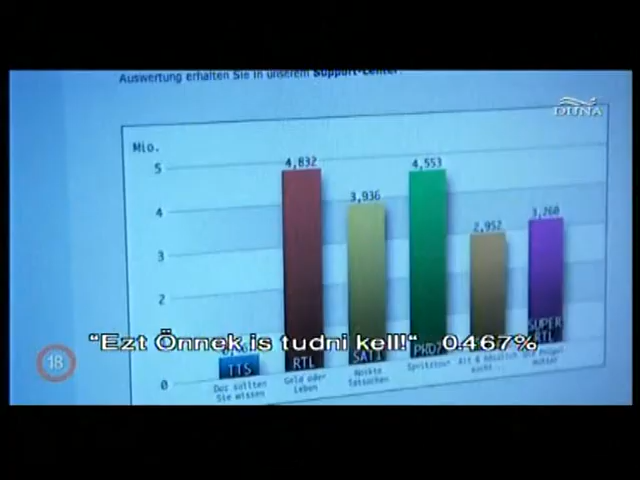 Auswertung erhalten Sie in unserem Support-Center.
DUNA
Mio.
5
4,832
4,553
3,936
4
3,260
2,952
3
2
"Ezt Önnek is tudni kell!" 0.467%
18
0
TTS
RTL
SAT1
PRO7
SUPER
RTL
Das sollten
Sie wissen
Geld oder
Leben
Nackte
Tatsachen